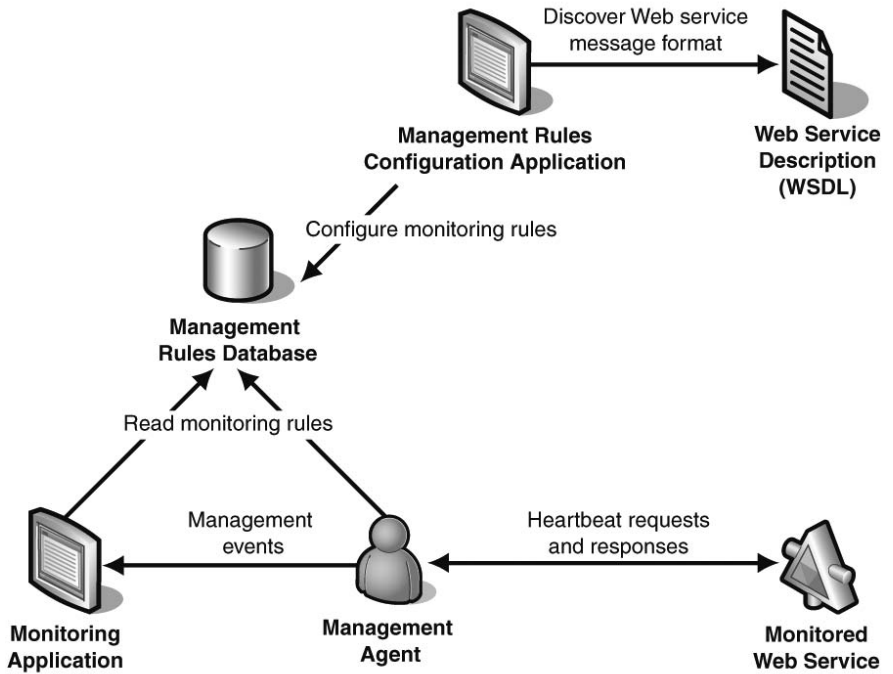 Discover Web service
message format
Management Rules
Configuration Application
Web Service
Description
(WSDL)
Configure monitoring rules
Management
Rules Database
Read monitoring rules
Management
events
Heartbeat requests
and responses
Monitoring
Application
Management
Agent
Monitored
Web Service